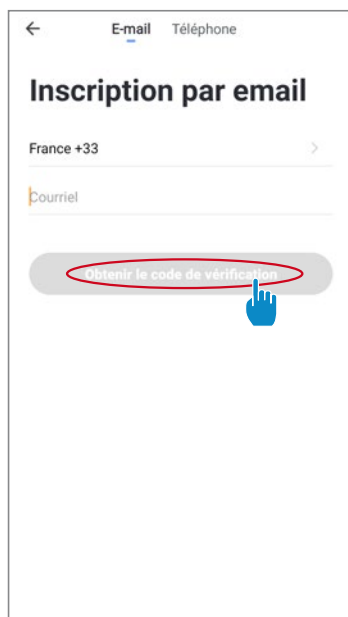 E-mail Téléphone
Inscription par email
France +33
Courriel
Obtenir le code de vérification